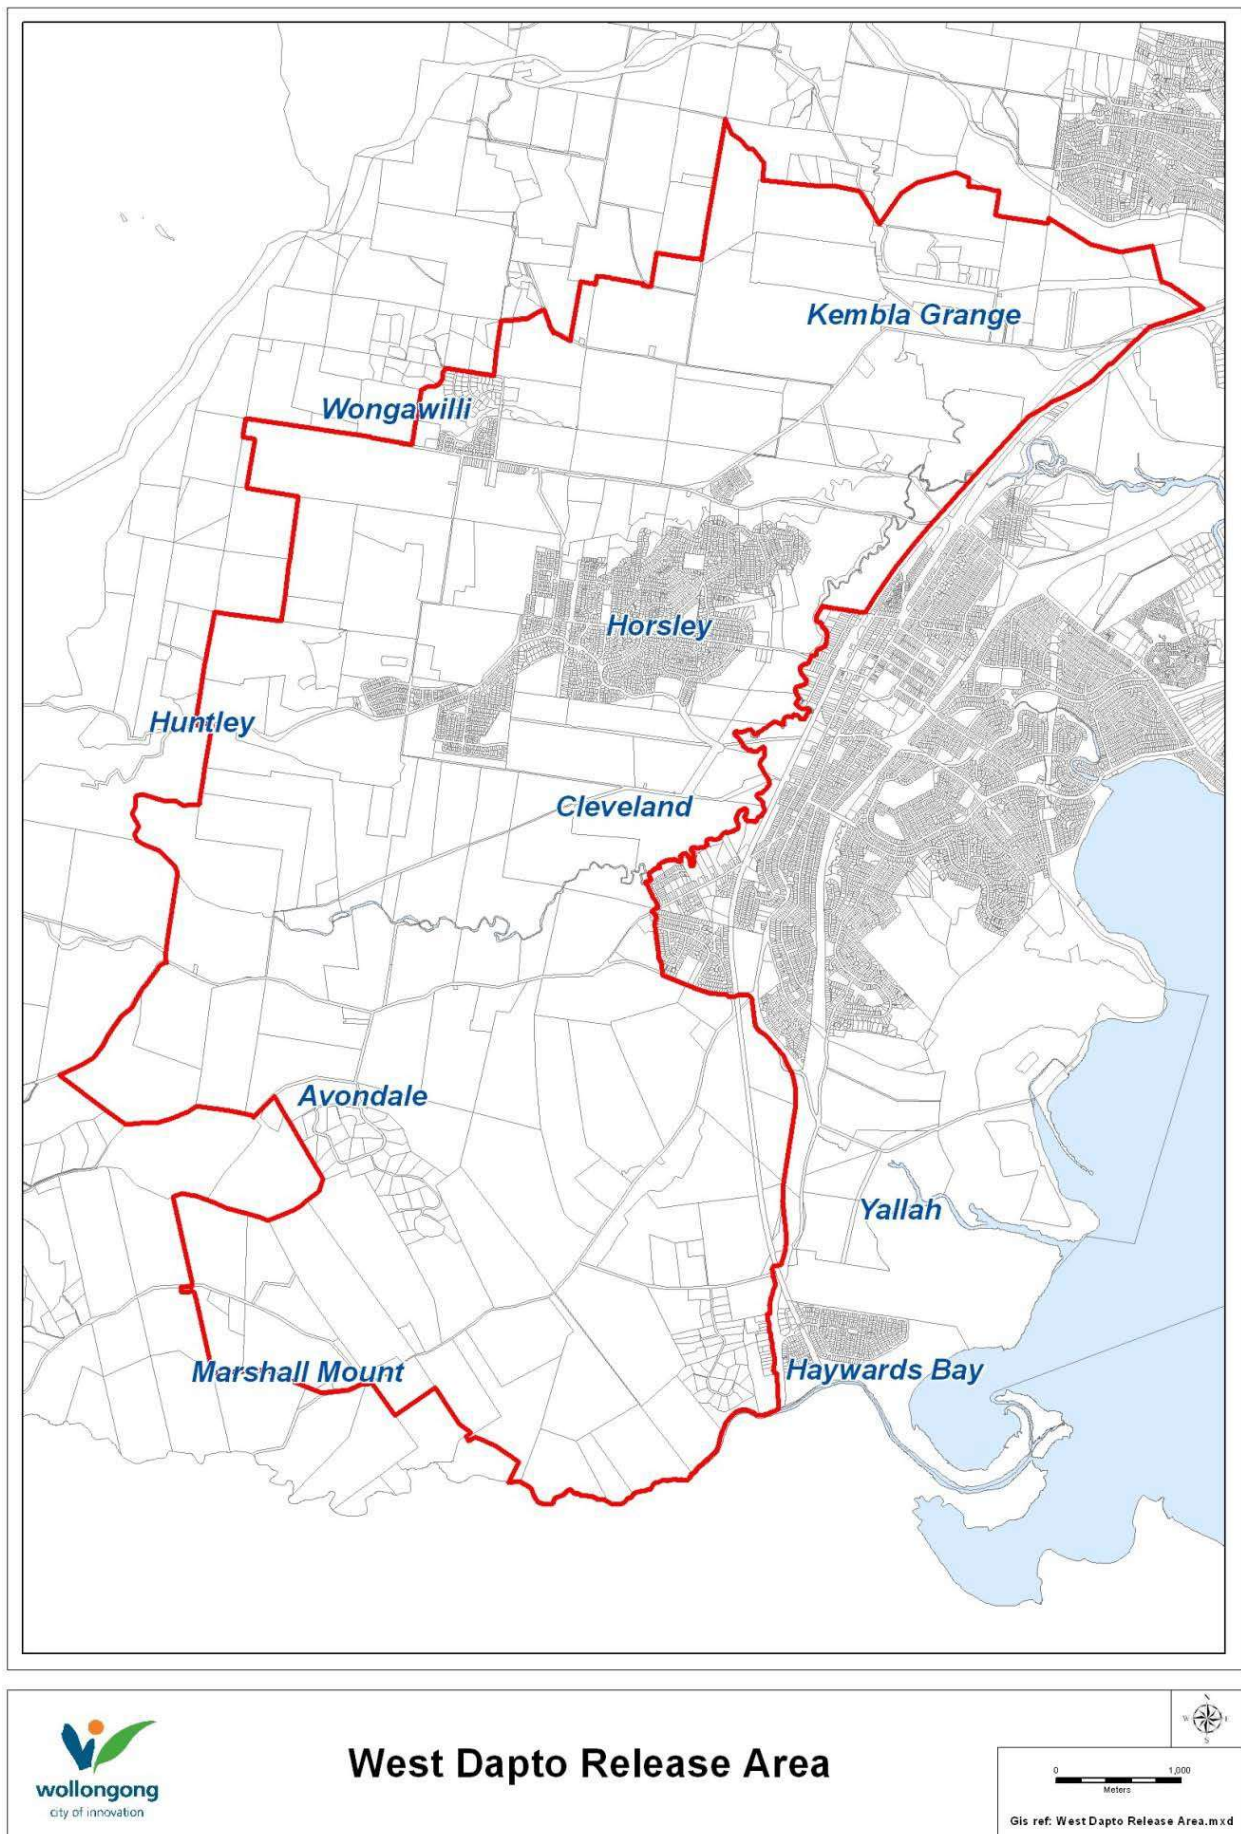 Kembla Grange
Wongawilli
Horsley
Huntley
Cleveland
Avondale
Yallah
Marshall Mount
Haywards Bay
wollongong
city of innovation
West Dapto Release Area
N
W E
S
0 1,000
Meters
Gis ref: West Dapto Release Area.mxd